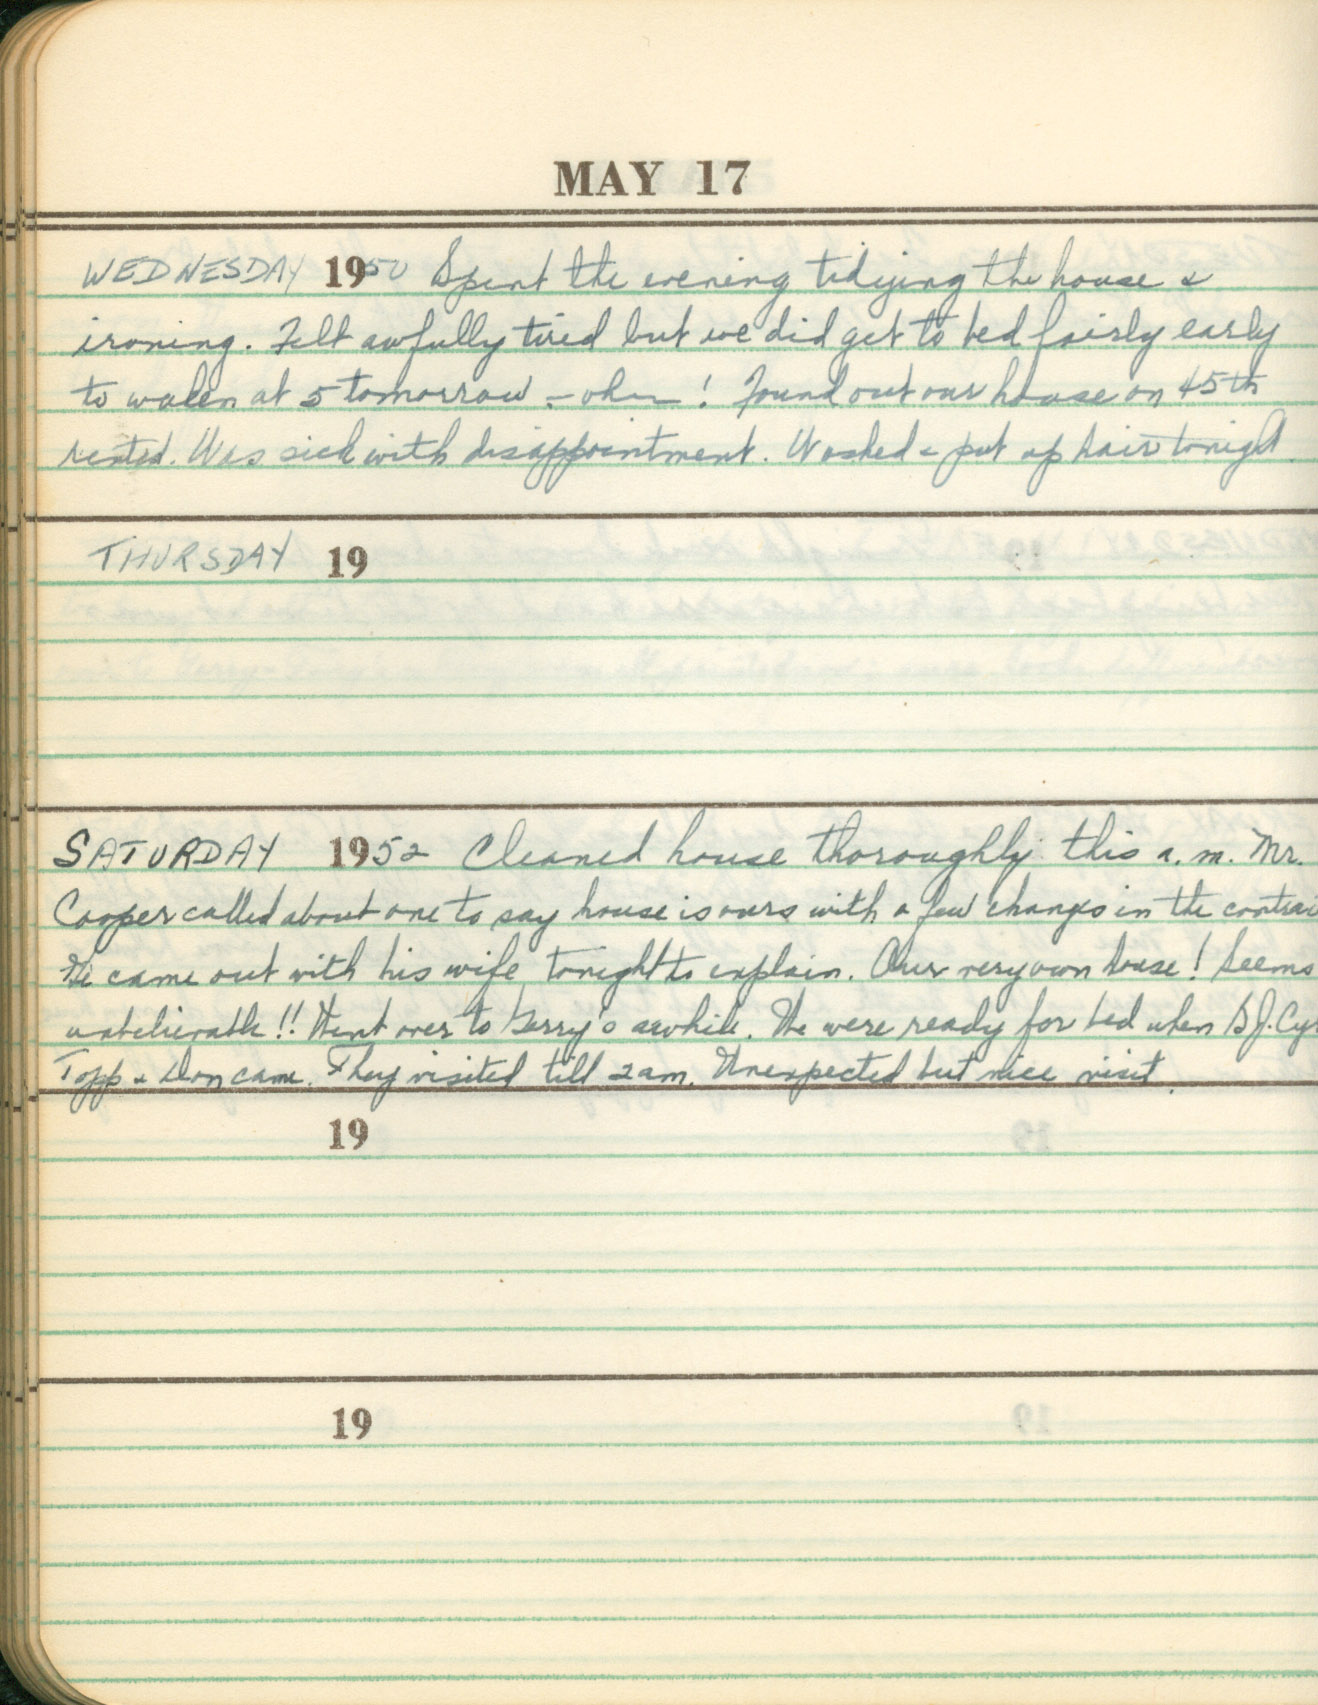 MAY 17
WEDNESDAY 1950 Spent the evening tidying the house &
ironing. Felt awfully tired but we did get to bed fairly early
to waken at 5 tomorrow - oh ! Found out our house on 45th
rented. Was sick with disappointment. Washed & put up hair tonight.
THURSDAY 19
SATURDAY 1952 Cleaned house thoroughly this a.m. Mr.
Cooper called about one to say house is ours with a few changes in the contrac
He came out with his wife tonight to explain. Our very own house! Seems
unbelievable!! Went over to Gerry's awhile. We were ready for bed when
Topp & Don came. They visited till 2 am. Unexpected but nice visit.
19
19